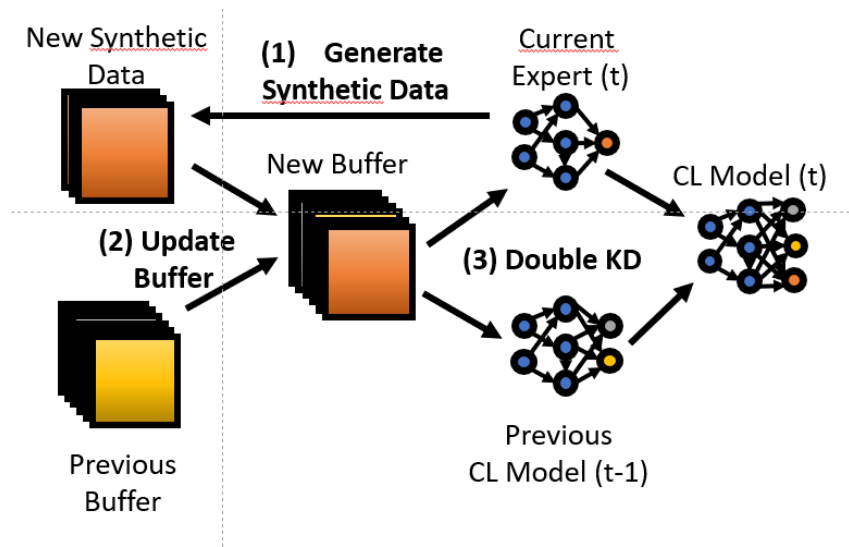 New Synthetic
Data
(1) Generate
Synthetic Data
Current
Expert (t)
New Buffer
CL Model (t)
(2) Update
Buffer
(3) Double KD
Previous
Buffer
Previous
CL Model (t-1)